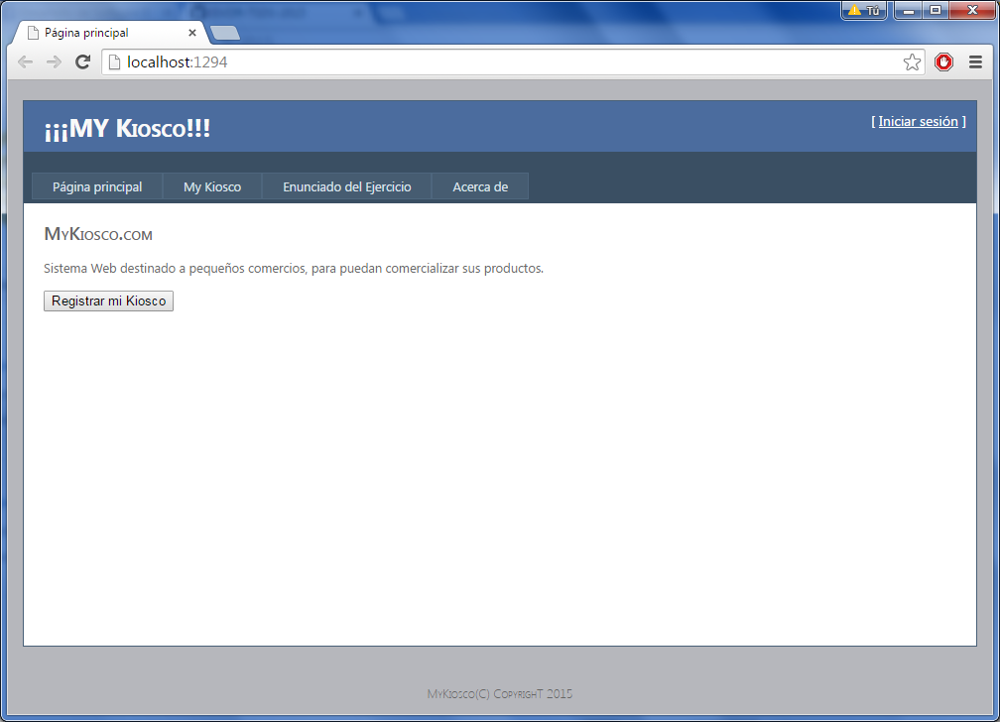 Tú
Página principal
localhost:1294
¡¡¡MY Kiosco!!!
[ Iniciar sesión ]
Página principal My Kiosco Enunciado del Ejercicio Acerca de
MyKiosco.com
Sistema Web destinado a pequeños comercios, para puedan comercializar sus productos.
Registrar mi Kiosco
MyKiosco(C) CopyrighT 2015